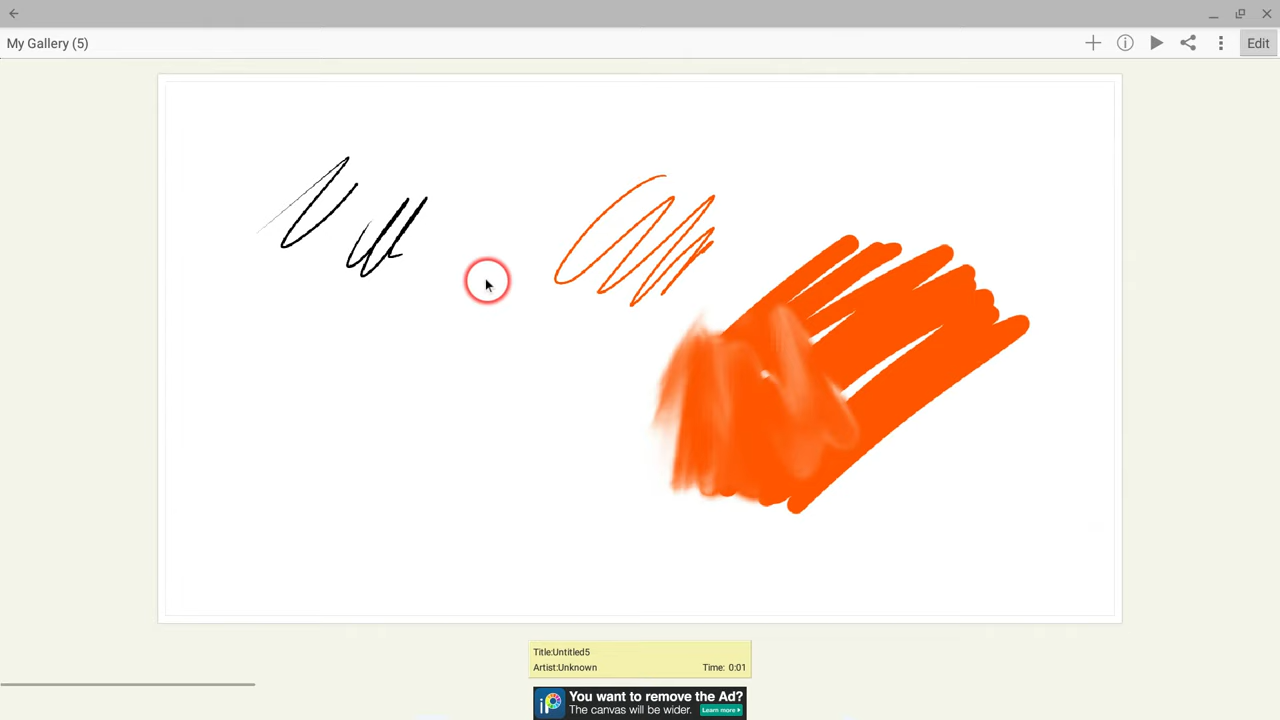 My Gallery (5)
Edit
Title:Untitled5
Artist:Unknown
Time: 0:01
iP
You want to remove the Ad?
The canvas will be wider.
Learn more